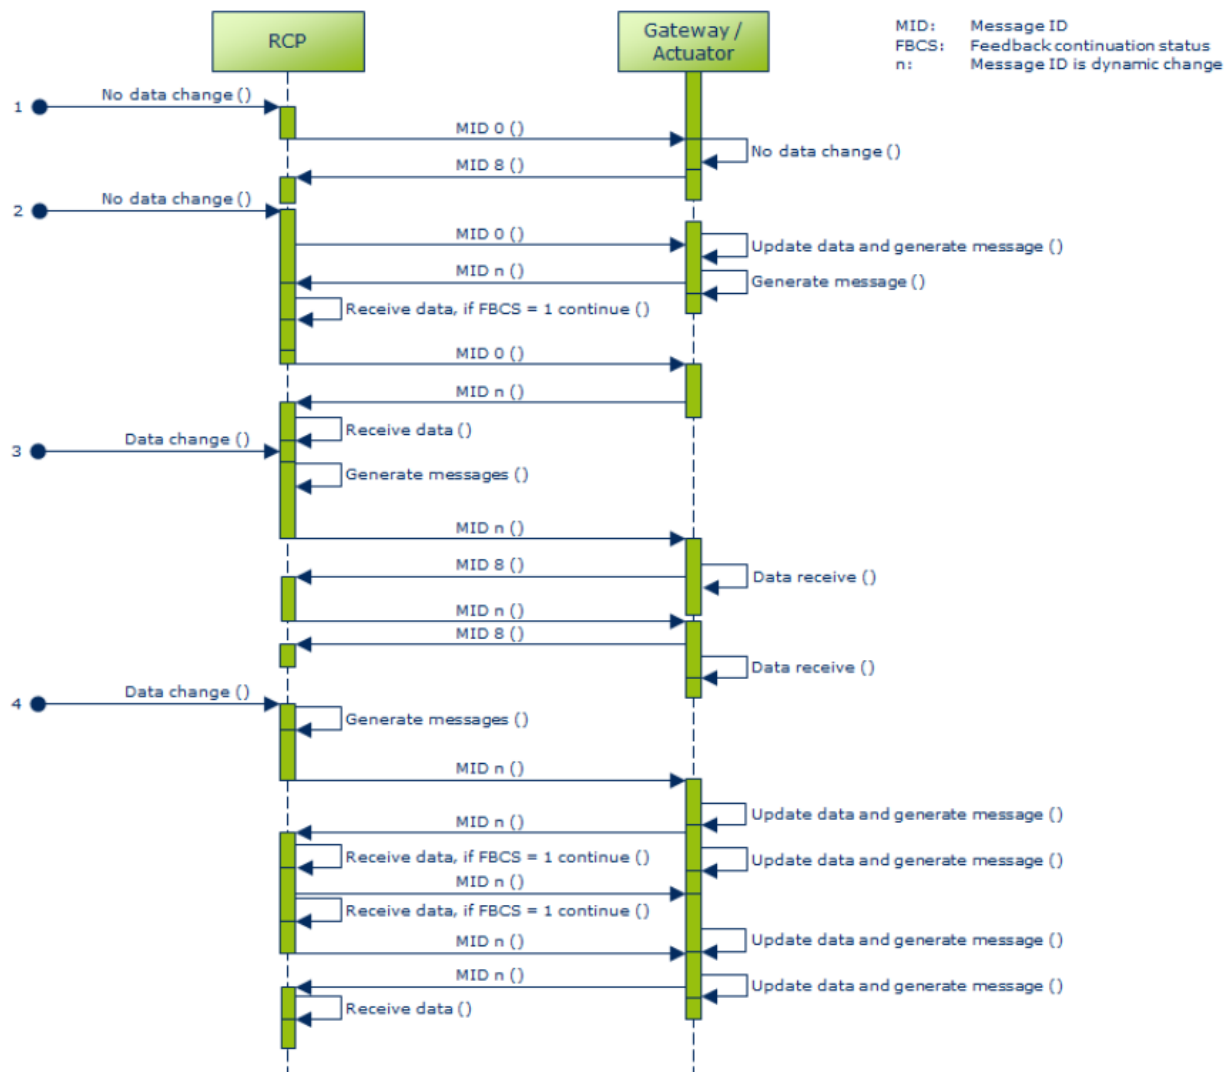 RCP
Gateway /
Actuator
MID: Message ID
FBCS: Feedback continuation status
n: Message ID is dynamic change
1 No data change ()
MID 0 ()
No data change ()
MID 8 ()
2 No data change ()
MID 0 ()
Update data and generate message ()
MID n ()
Generate message ()
Receive data, if FBCS = 1 continue ()
MID 0 ()
MID n ()
Receive data ()
3 Data change ()
Generate messages ()
MID n ()
MID 8 ()
Data receive ()
MID n ()
MID 8 ()
Data receive ()
4 Data change ()
Generate messages ()
MID n ()
Update data and generate message ()
MID n ()
Receive data, if FBCS = 1 continue ()
Update data and generate message ()
MID n ()
Receive data, if FBCS = 1 continue ()
MID n ()
Update data and generate message ()
MID n ()
Update data and generate message ()
Receive data ()